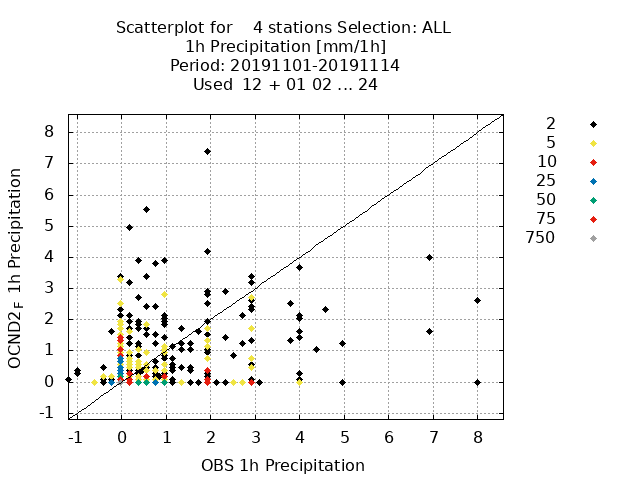 Scatterplot for    4 stations Selection: ALL
1h Precipitation [mm/1h]
Period: 20191101-20191114
Used 12 + 01 02 ... 24
8
7
6
5
4
3
2
1
0
-1
OCND2F 1h Precipitation
-1 0 1 2 3 4 5 6 7 8
OBS 1h Precipitation
2
5
10
25
50
75
750